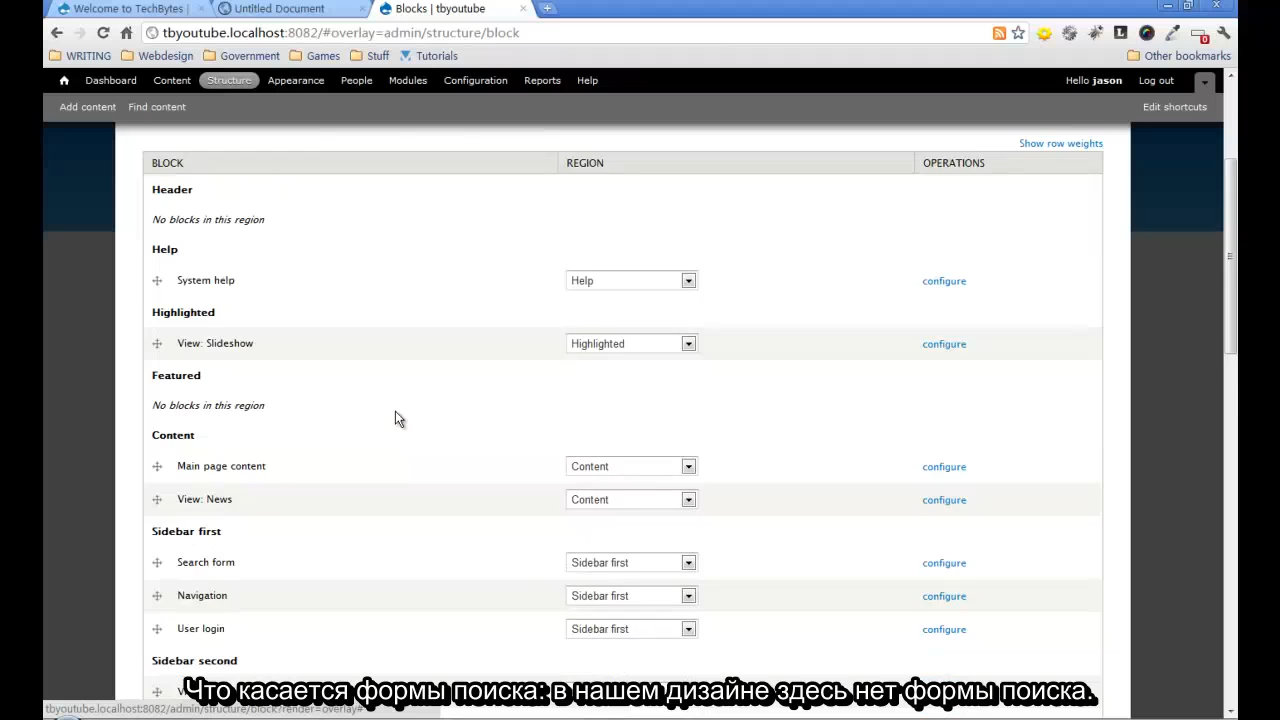 Welcome to TechBytes |
Untitled Document
Blocks | tbyoutube
tbyoutube.localhost:8082/#overlay=admin/structure/block
WRITING Webdesign Government Games Stuff Tutorials Other bookmarks
Dashboard Content Structure Appearance People Modules Configuration Reports Help Hello jason Log out
Add content Find content Edit shortcuts
Show row weights
BLOCK REGION OPERATIONS
Header
No blocks in this region
Help
System help Help configure
Highlighted
View: Slideshow Highlighted configure
Featured
No blocks in this region
Content
Main page content Content configure
View: News Content configure
Sidebar first
Search form Sidebar first configure
Navigation Sidebar first configure
User login Sidebar first configure
Sidebar second
Что касается формы поиска: в нашем дизайне здесь нет формы поиска.
tbyoutube.localhost:8082/admin/structure/block?render=overlay#